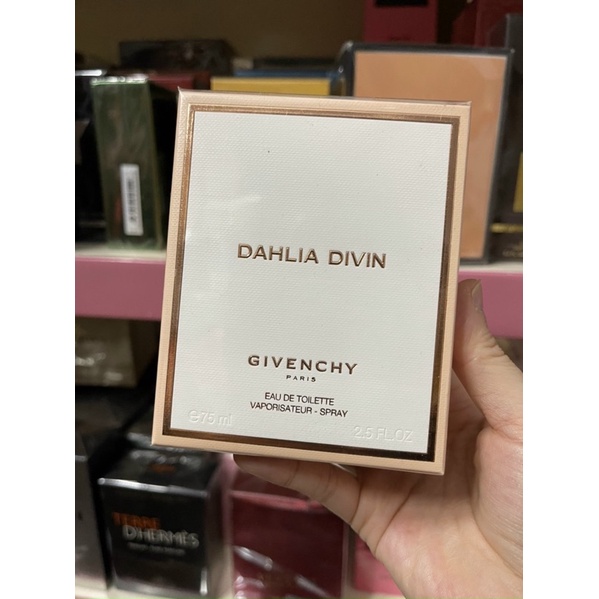 DAHLIA DIVIN
GIVENCHY
PARIS
EAU DE TOILETTE
VAPORISATEUR - SPRAY
℮75 ml 2.5 FL.OZ
TERRE
D'HERMÈS